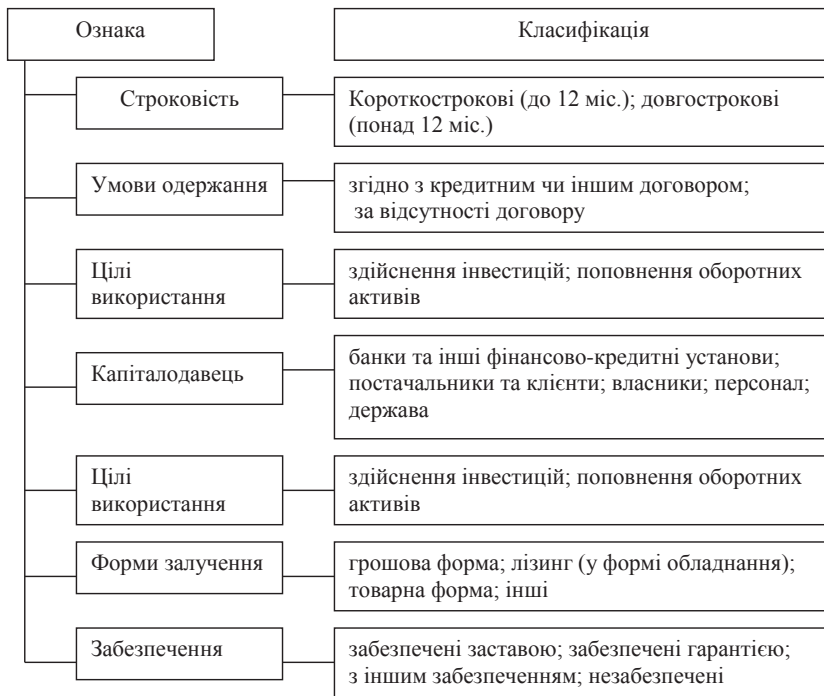 Ознака
Класифікація
Строковість
Короткострокові (до 12 міс.); довгострокові
(понад 12 міс.)
Умови одержання
згідно з кредитним чи іншим договором;
за відсутності договору
Цілі
використання
здійснення інвестицій; поповнення оборотних
активів
Капіталодавець
банки та інші фінансово-кредитні установи;
постачальники та клієнти; власники; персонал;
держава
Цілі
використання
здійснення інвестицій; поповнення оборотних
активів
Форми залучення
грошова форма; лізинг (у формі обладнання);
товарна форма; інші
Забезпечення
забезпечені заставою; забезпечені гарантією;
з іншим забезпеченням; незабезпечені